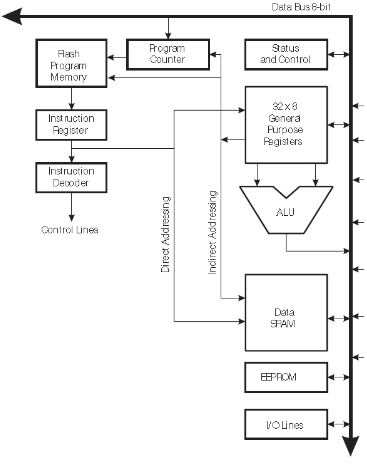 Data Bus 8-bit
Flash
Program
Memory
Program
Counter
Status
and Control
32 x 8
General
Purpose
Registers
Instruction
Register
Instruction
Decoder
Control Lines
Direct Addressing
Indirect Addressing
ALU
Data
SRAM
EEPROM
I/O Lines